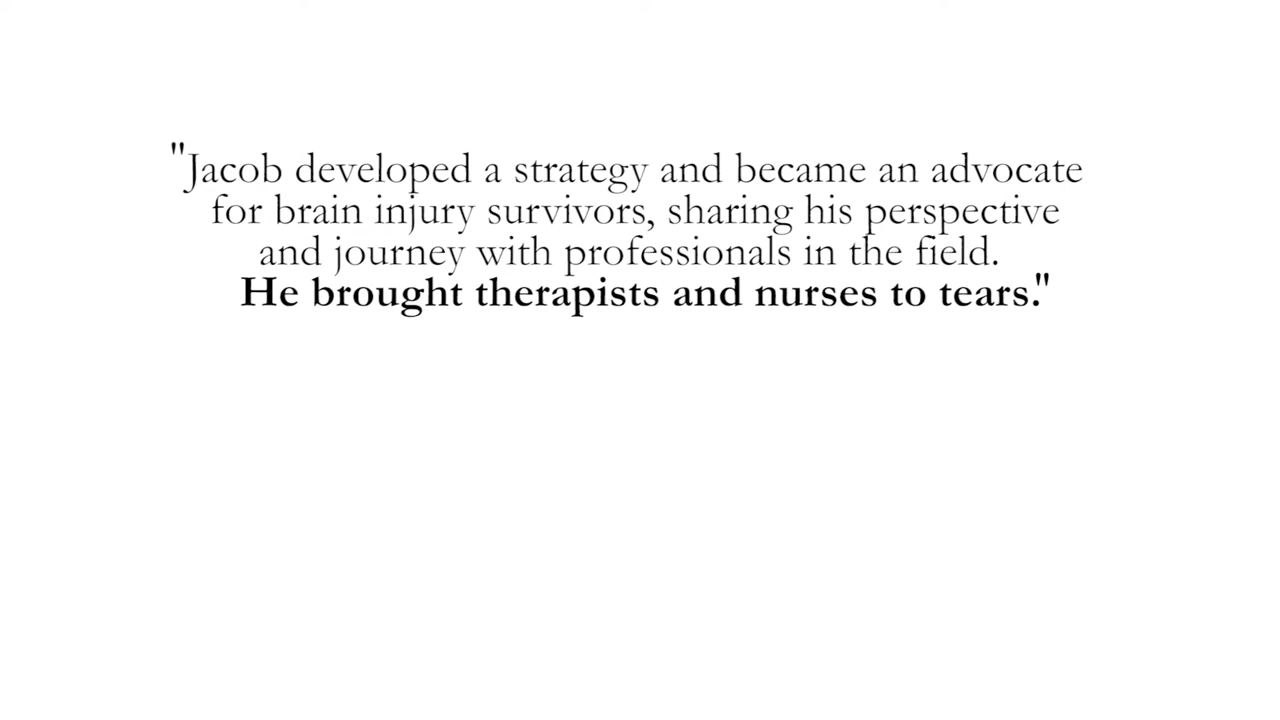 "Jacob developed a strategy and became an advocate
for brain injury survivors, sharing his perspective
and journey with professionals in the field.
He brought therapists and nurses to tears."